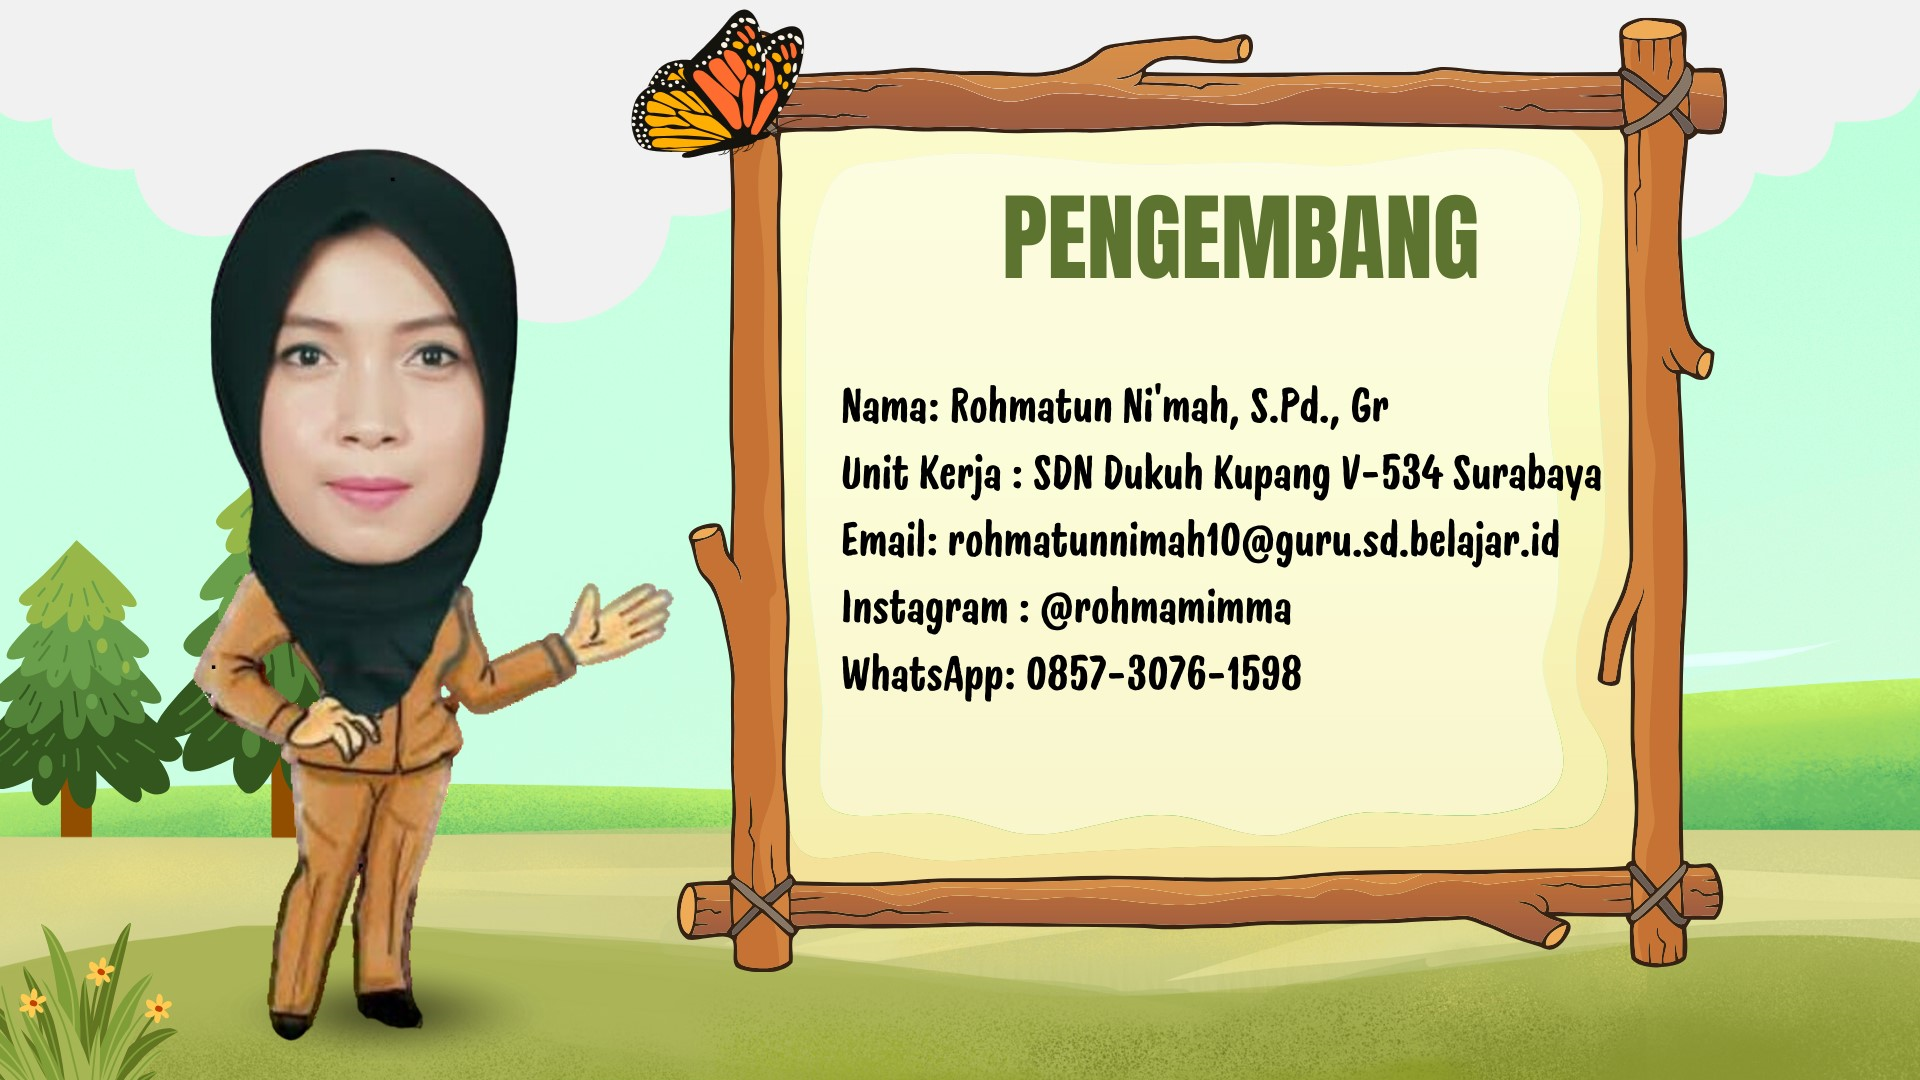 PENGEMBANG
Nama: Rohmatun Ni'mah, S.Pd., Gr
Unit Kerja : SDN Dukuh Kupang V-534 Surabaya
Email: rohmatunnimah10@guru.sd.belajar.id
Instagram : @rohmamimma
WhatsApp: 0857-3076-1598